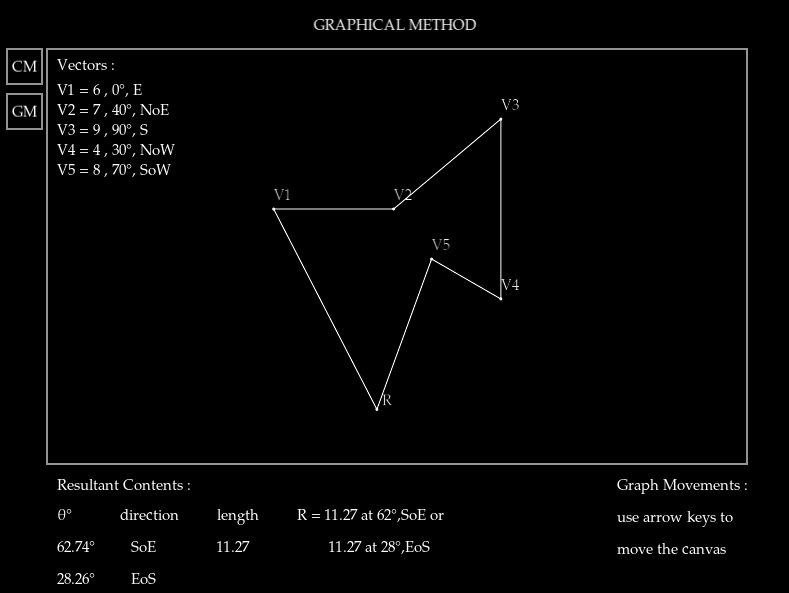 GRAPHICAL METHOD
CM
GM
Vectors :
V1 = 6 , 0°, E
V2 = 7 , 40°, NoE
V3 = 9 , 90°, S
V4 = 4 , 30°, NoW
V5 = 8 , 70°, SoW
V3
V1 V2
V5
V4
R
Resultant Contents :
θ° direction length R = 11.27 at 62°,SoE or
62.74° SoE 11.27 11.27 at 28°,EoS
28.26° EoS
Graph Movements :
use arrow keys to
move the canvas